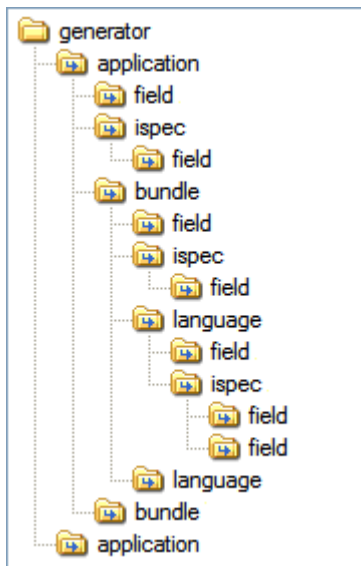 generator
application
field
ispec
field
bundle
field
ispec
field
language
field
ispec
field
field
language
bundle
application